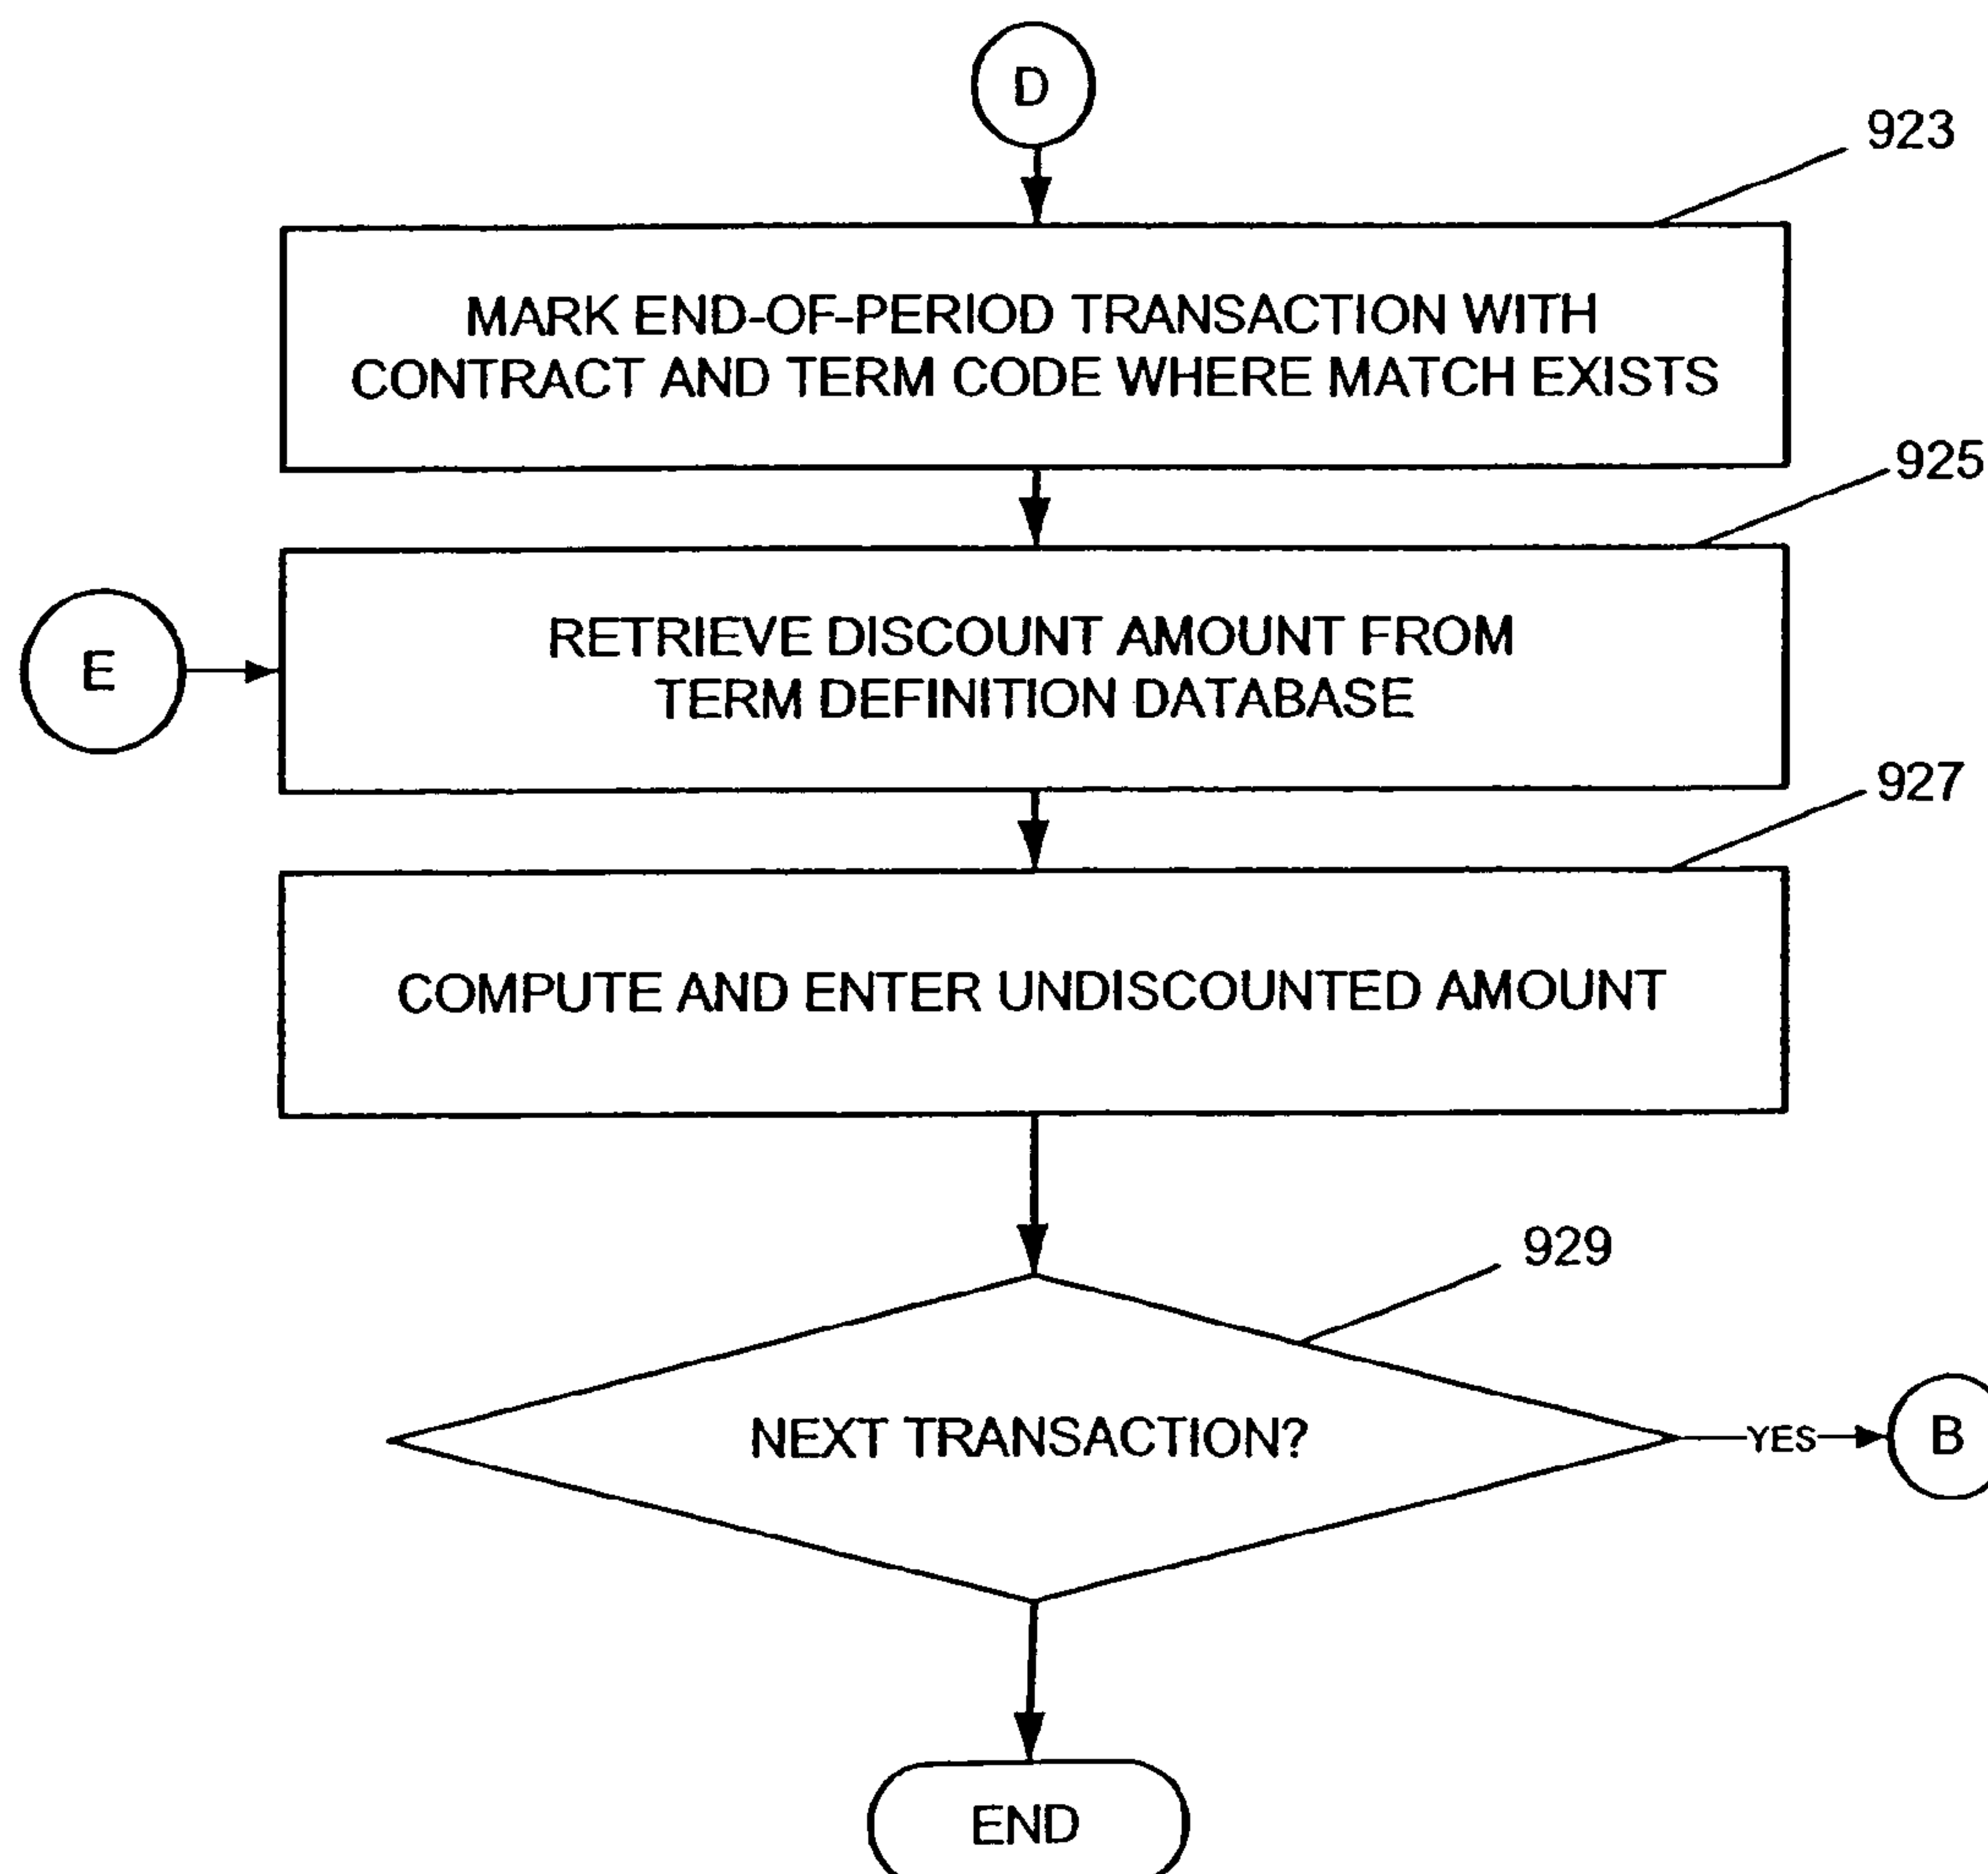 D
923
MARK END-OF-PERIOD TRANSACTION WITH
CONTRACT AND TERM CODE WHERE MATCH EXISTS
925
E
RETRIEVE DISCOUNT AMOUNT FROM
TERM DEFINITION DATABASE
927
COMPUTE AND ENTER UNDISCOUNTED AMOUNT
929
NEXT TRANSACTION?
YES
B
END